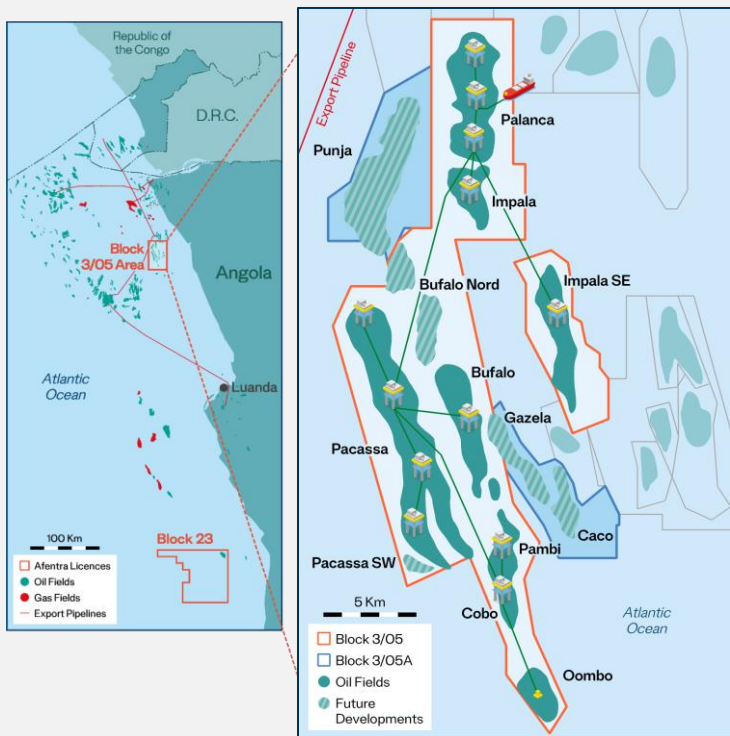 Republic of
the Congo
D.R.C.
Block
3/05 Area
Angola
Atlantic
Ocean
Luanda
100 Km
Block 23
Afentra Licences
Oil Fields
Gas Fields
Export Pipelines
Export Pipeline
Palanca
Punja
Impala
Bufalo Nord
Impala SE
Bufalo
Gazela
Pacassa
Pambi
Caco
Pacassa SW
Cobo
5 Km
Atlantic
Ocean
Block 3/05
Block 3/05A
Oombo
Oil Fields
Future
Developments